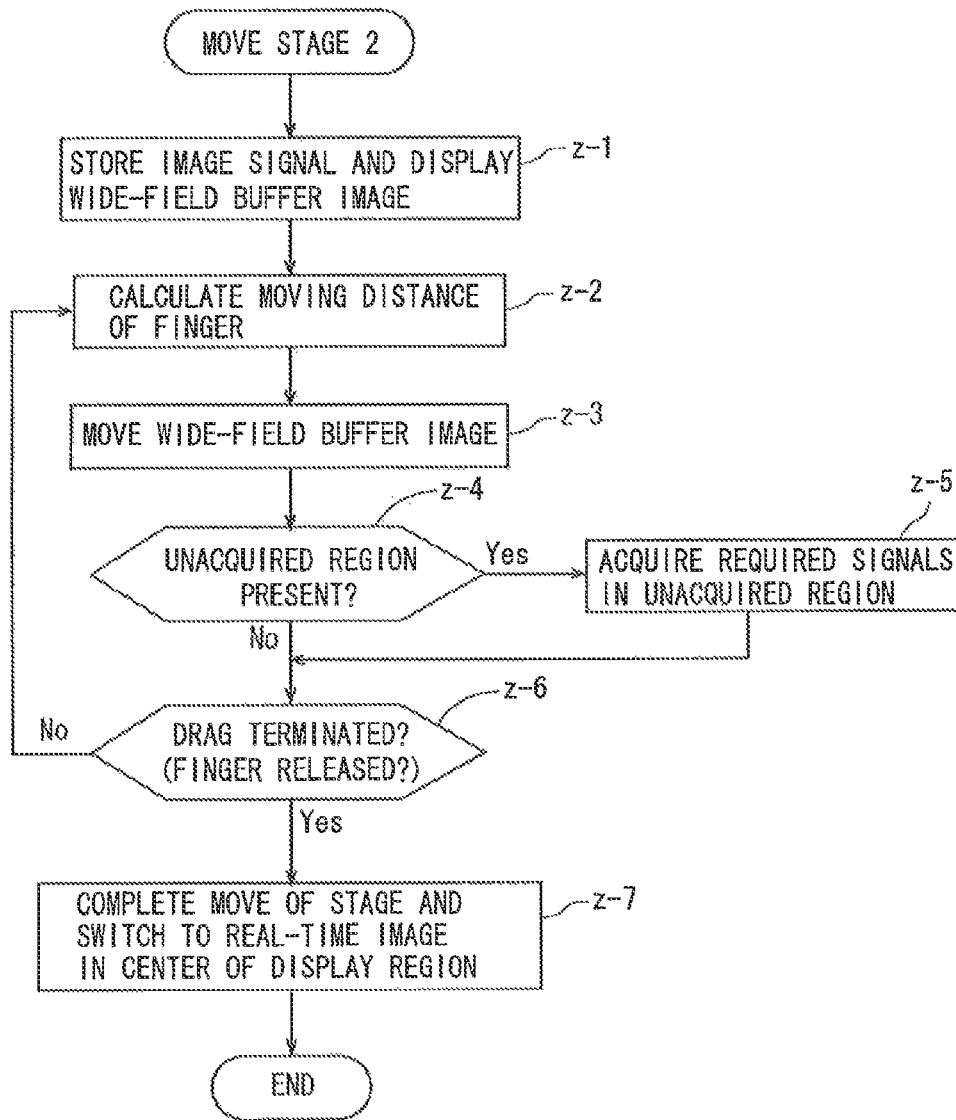 MOVE STAGE 2
STORE IMAGE SIGNAL AND DISPLAY
WIDE-FIELD BUFFER IMAGE
z-1
CALCULATE MOVING DISTANCE
OF FINGER
z-2
MOVE WIDE-FIELD BUFFER IMAGE
z-3
z-4
UNACQUIRED REGION
PRESENT?
Yes
No
z-5
ACQUIRE REQUIRED SIGNALS
IN UNACQUIRED REGION
z-6
DRAG TERMINATED?
(FINGER RELEASED?)
No
Yes
COMPLETE MOVE OF STAGE AND
SWITCH TO REAL-TIME IMAGE
IN CENTER OF DISPLAY REGION
z-7
END